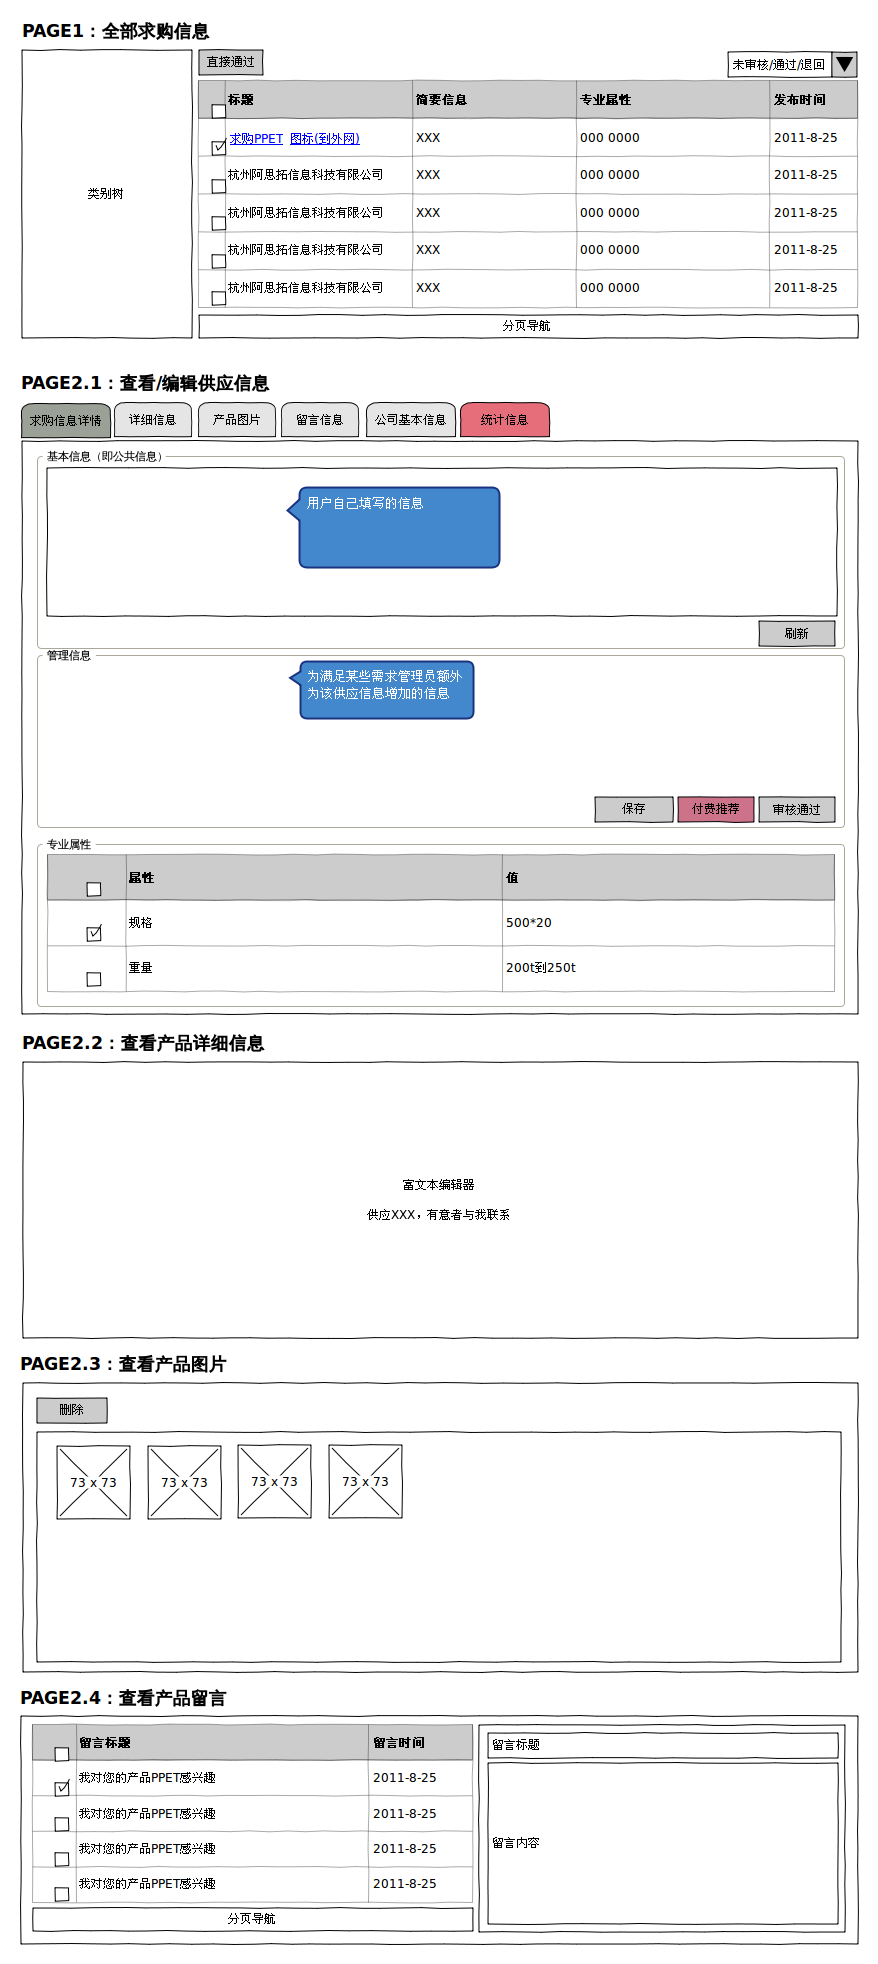 PAGE1：全部求购信息
直接通过
未审核/通过/退回
标题 简要信息 专业属性 发布时间
求购PPET 图标(到外网) XXX 000 0000 2011-8-25
杭州阿思拓信息科技有限公司 XXX 000 0000 2011-8-25
类别树
杭州阿思拓信息科技有限公司 XXX 000 0000 2011-8-25
杭州阿思拓信息科技有限公司 XXX 000 0000 2011-8-25
杭州阿思拓信息科技有限公司 XXX 000 0000 2011-8-25
分页导航
PAGE2.1：查看/编辑供应信息
求购信息详情 详细信息 产品图片 留言信息 公司基本信息 统计信息
基本信息（即公共信息）
用户自己填写的信息
刷新
管理信息
为满足某些需求管理员额外
为该供应信息增加的信息
保存 付费推荐 审核通过
专业属性
属性 值
规格 500*20
重量 200t到250t
PAGE2.2：查看产品详细信息
富文本编辑器
供应XXX，有意者与我联系
PAGE2.3：查看产品图片
删除
73 x 73 73 x 73 73 x 73 73 x 73
PAGE2.4：查看产品留言
留言标题 留言时间
我对您的产品PPET感兴趣 2011-8-25
我对您的产品PPET感兴趣 2011-8-25
我对您的产品PPET感兴趣 2011-8-25
我对您的产品PPET感兴趣 2011-8-25
分页导航
留言标题
留言内容